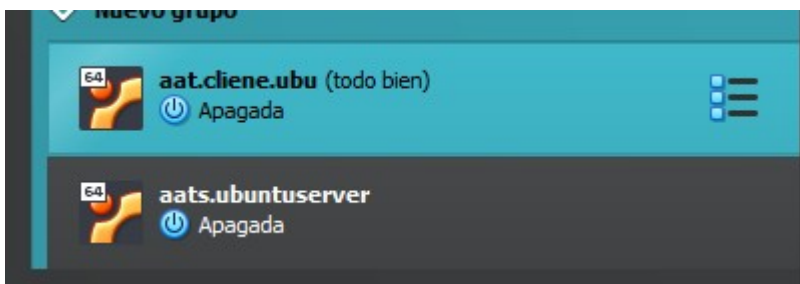 Nuevo grupo
64
aat.cliene.ubu (todo bien)
Apagada
64
aats.ubuntuserver
Apagada